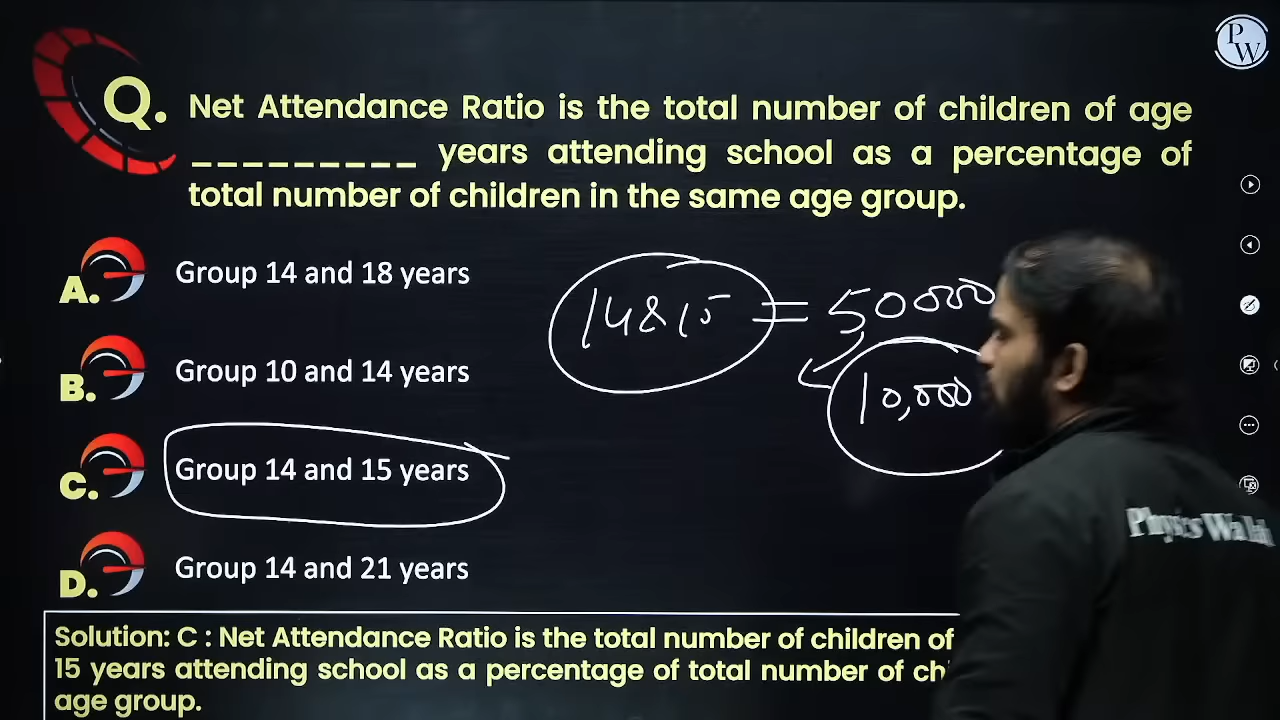 PW
Q. Net Attendance Ratio is the total number of children of age
_________ years attending school as a percentage of
total number of children in the same age group.
A. Group 14 and 18 years
14 & 15 = 50000
B. Group 10 and 14 years
10,000
C. Group 14 and 15 years
D. Group 14 and 21 years
Physics Wallah
Solution: C : Net Attendance Ratio is the total number of children of
15 years attending school as a percentage of total number of
age group.